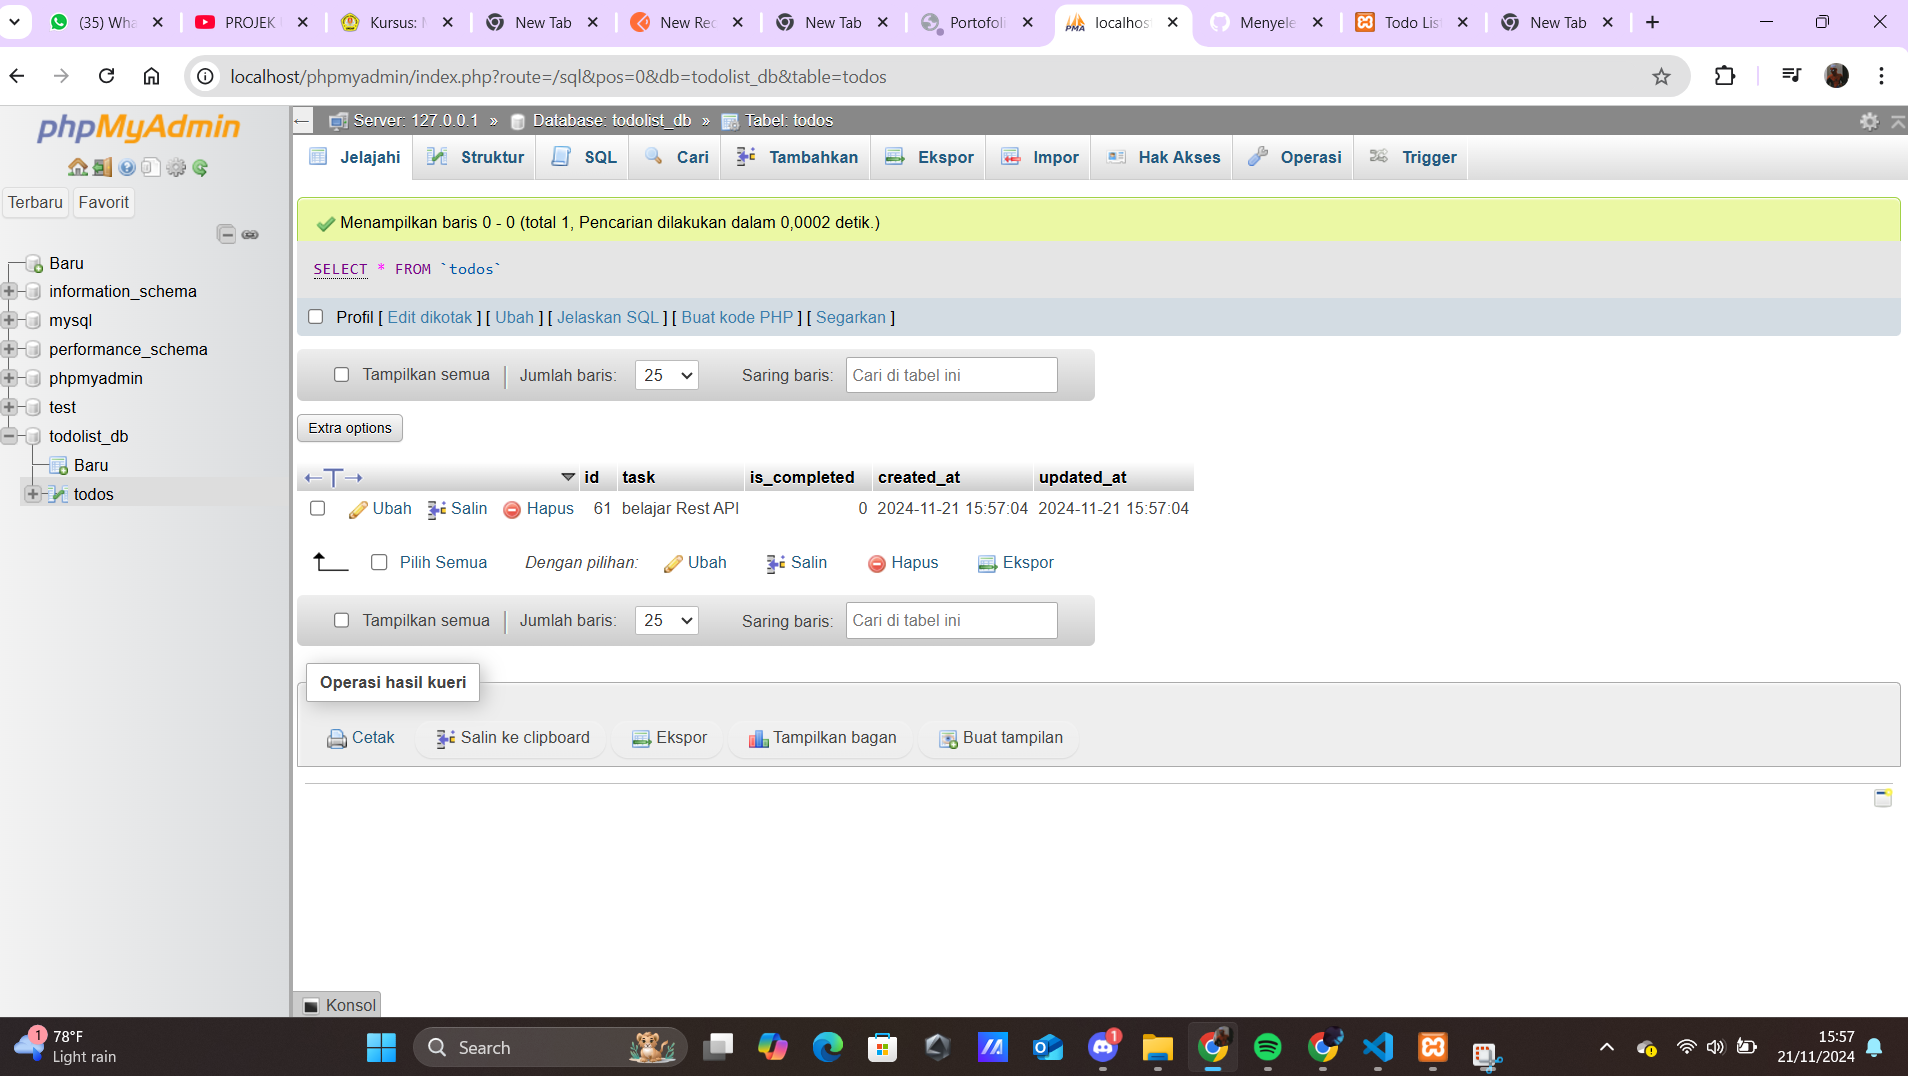 (35) Wha
PROJEK
Kursus: M
New Tab
New Rec
New Tab
Portofoli
localhos
Menyele
Todo Lis
New Tab
localhost/phpmyadmin/index.php?route=/sql&pos=0&db=todolist_db&table=todos
phpMyAdmin
Terbaru Favorit
Baru
information_schema
mysql
performance_schema
phpmyadmin
test
todolist_db
Baru
todos
Server: 127.0.0.1 » Database: todolist_db » Tabel: todos
Jelajahi Struktur SQL Cari Tambahkan Ekspor Impor Hak Akses Operasi Trigger
Menampilkan baris 0 - 0 (total 1, Pencarian dilakukan dalam 0,0002 detik.)
SELECT * FROM `todos`
Profil [ Edit dikotak ] [ Ubah ] [ Jelaskan SQL ] [ Buat kode PHP ] [ Segarkan ]
Tampilkan semua Jumlah baris: 25 Saring baris: Cari di tabel ini
Extra options
id task is_completed created_at updated_at
Ubah Salin Hapus 61 belajar Rest API 0 2024-11-21 15:57:04 2024-11-21 15:57:04
Pilih Semua Dengan pilihan: Ubah Salin Hapus Ekspor
Tampilkan semua Jumlah baris: 25 Saring baris: Cari di tabel ini
Operasi hasil kueri
Cetak Salin ke clipboard Ekspor Tampilkan bagan Buat tampilan
Konsol
1
78°F
Light rain
Search
1
15:57
21/11/2024